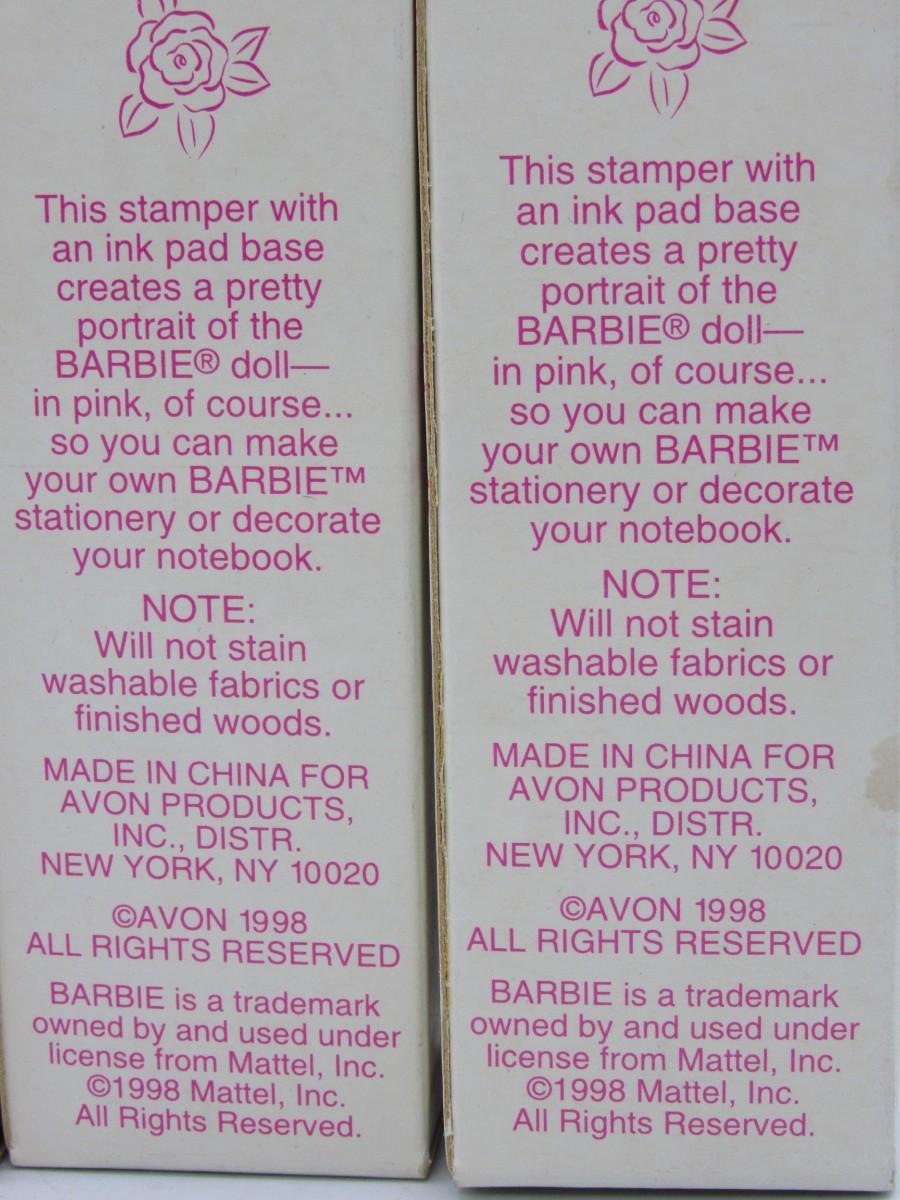 This stamper with
an ink pad base
creates a pretty
portrait of the
BARBIE® doll—
in pink, of course...
so you can make
your own BARBIE™
stationery or decorate
your notebook.
NOTE:
Will not stain
washable fabrics or
finished woods.
MADE IN CHINA FOR
AVON PRODUCTS,
INC., DISTR.
NEW YORK, NY 10020
©AVON 1998
ALL RIGHTS RESERVED
BARBIE is a trademark
owned by and used under
license from Mattel, Inc.
©1998 Mattel, Inc.
All Rights Reserved.
This stamper with
an ink pad base
creates a pretty
portrait of the
BARBIE® doll—
in pink, of course...
so you can make
your own BARBIE™
stationery or decorate
your notebook.
NOTE:
Will not stain
washable fabrics or
finished woods.
MADE IN CHINA FOR
AVON PRODUCTS,
INC., DISTR.
NEW YORK, NY 10020
©AVON 1998
ALL RIGHTS RESERVED
BARBIE is a trademark
owned by and used under
license from Mattel, Inc.
©1998 Mattel, Inc.
All Rights Reserved.